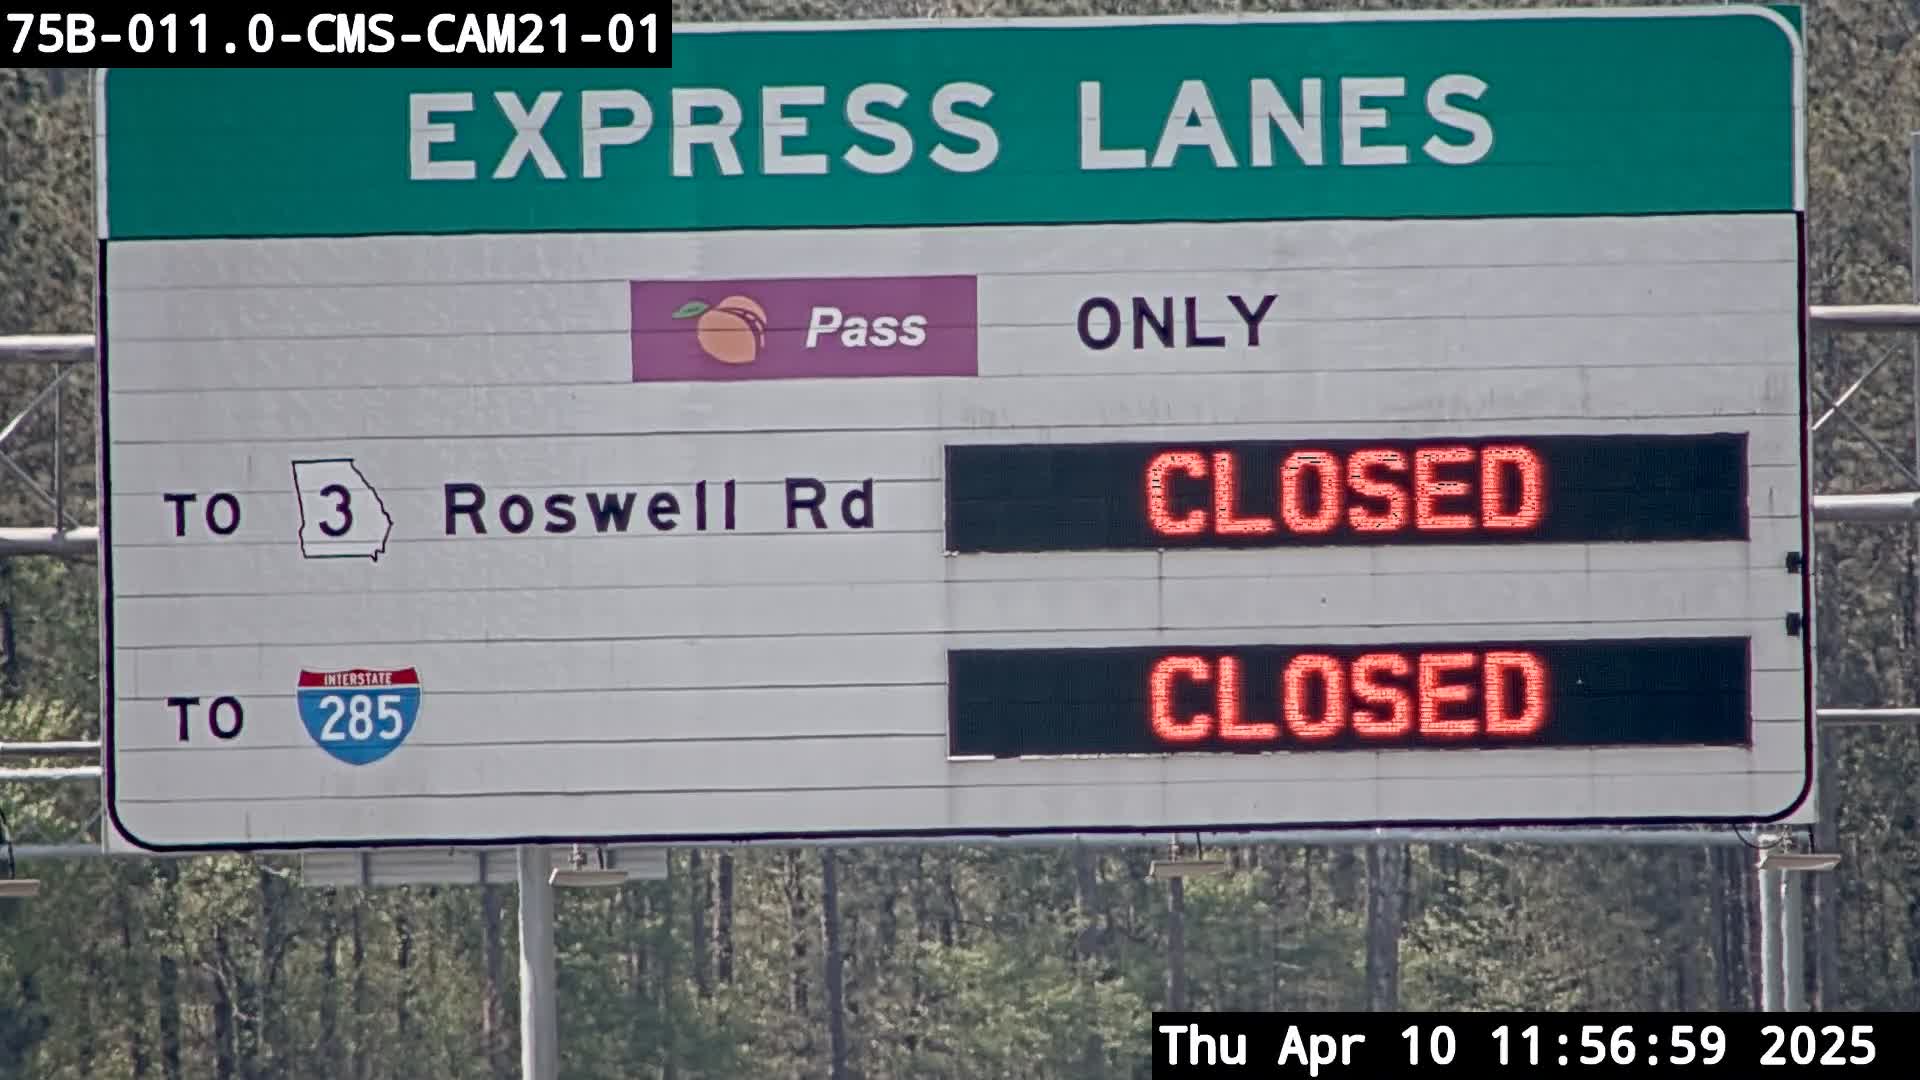 75B-011.0-CMS-CAM21-01
EXPRESS LANES
Pass ONLY
TO 3 Roswell Rd CLOSED
INTERSTATE
TO 285 CLOSED
Thu Apr 10 11:56:59 2025